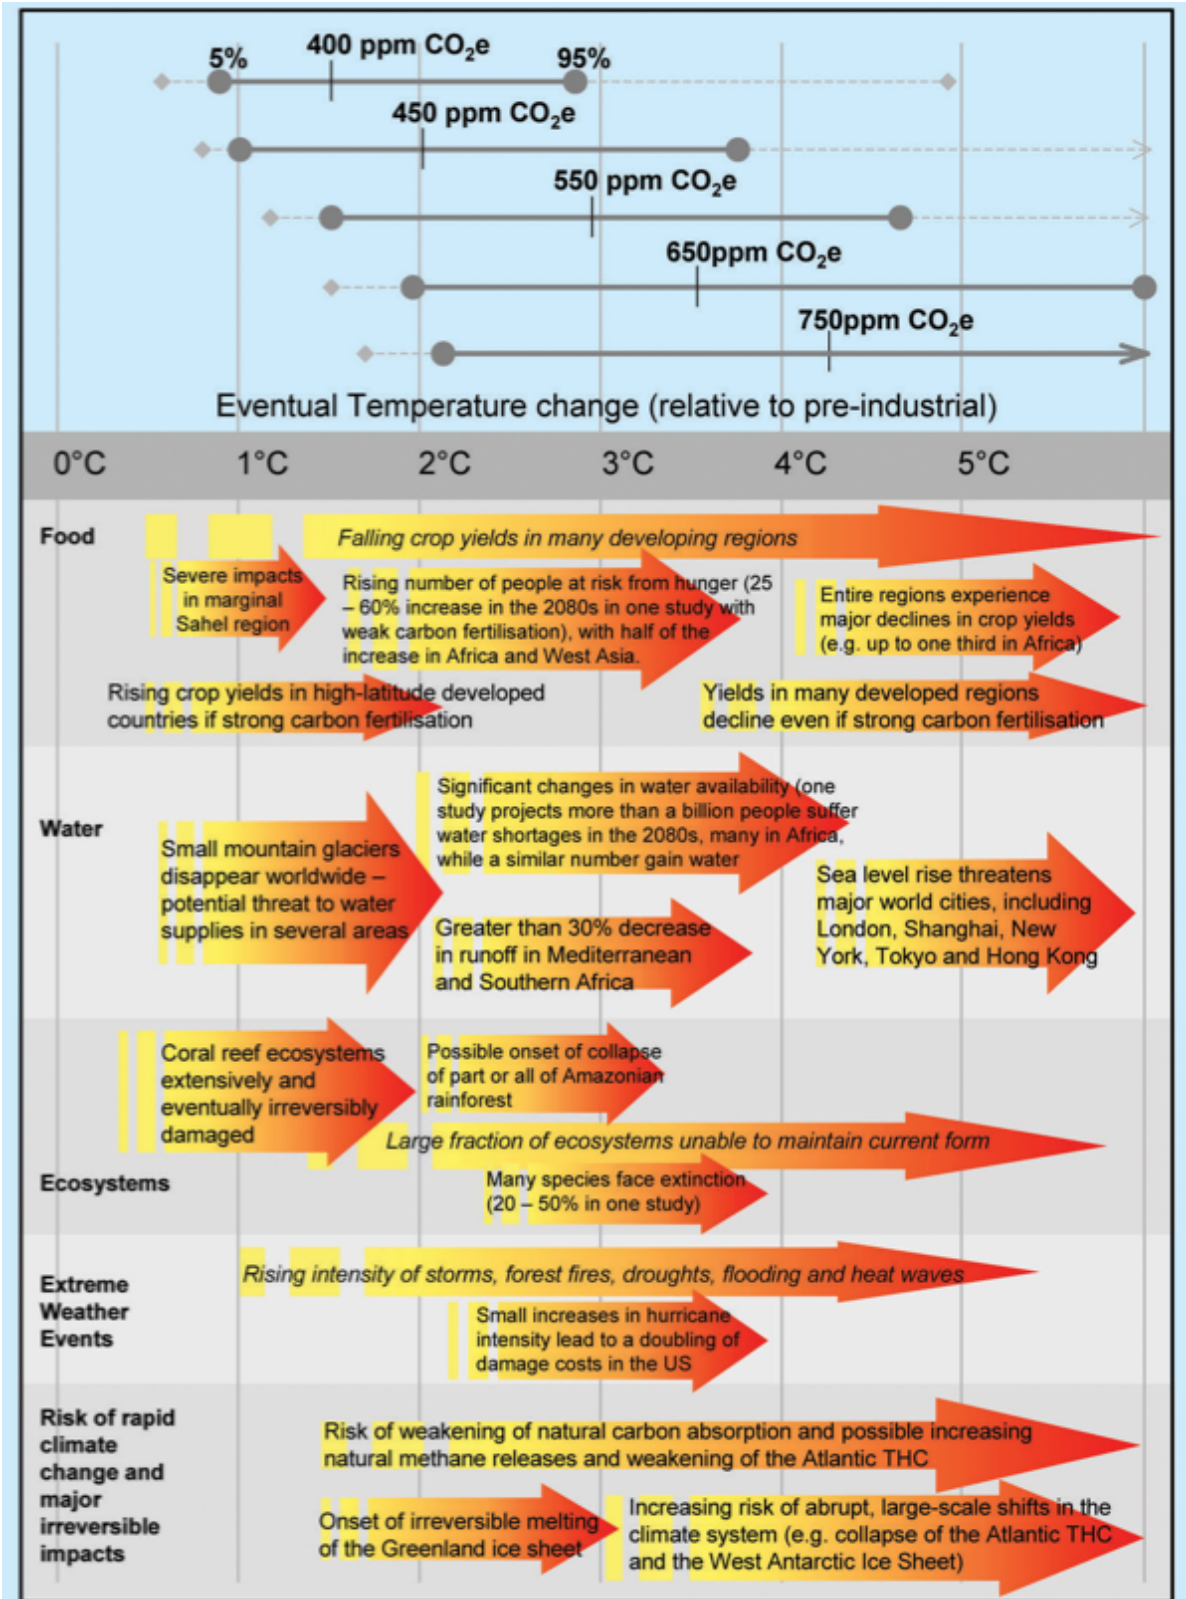 400 ppm CO₂e
5%
95%
450 ppm CO₂e
550 ppm CO₂e
650ppm CO₂e
750ppm CO₂e
Eventual Temperature change (relative to pre-industrial)
0°C 1°C 2°C 3°C 4°C 5°C
Food
Falling crop yields in many developing regions
Severe impacts
in marginal
Sahel region
Rising number of people at risk from hunger (25
– 60% increase in the 2080s in one study with
weak carbon fertilisation), with half of the
increase in Africa and West Asia.
Entire regions experience
major declines in crop yields
(e.g. up to one third in Africa)
Rising crop yields in high-latitude developed
countries if strong carbon fertilisation
Yields in many developed regions
decline even if strong carbon fertilisation
Water
Small mountain glaciers
disappear worldwide –
potential threat to water
supplies in several areas
Significant changes in water availability (one
study projects more than a billion people suffer
water shortages in the 2080s, many in Africa,
while a similar number gain water
Greater than 30% decrease
in runoff in Mediterranean
and Southern Africa
Sea level rise threatens
major world cities, including
London, Shanghai, New
York, Tokyo and Hong Kong
Ecosystems
Coral reef ecosystems
extensively and
eventually irreversibly
damaged
Possible onset of collapse
of part or all of Amazonian
rainforest
Large fraction of ecosystems unable to maintain current form
Many species face extinction
(20 – 50% in one study)
Extreme
Weather
Events
Rising intensity of storms, forest fires, droughts, flooding and heat waves
Small increases in hurricane
intensity lead to a doubling of
damage costs in the US
Risk of rapid
climate
change and
major
irreversible
impacts
Risk of weakening of natural carbon absorption and possible increasing
natural methane releases and weakening of the Atlantic THC
Onset of irreversible melting
of the Greenland ice sheet
Increasing risk of abrupt, large-scale shifts in the
climate system (e.g. collapse of the Atlantic THC
and the West Antarctic Ice Sheet)